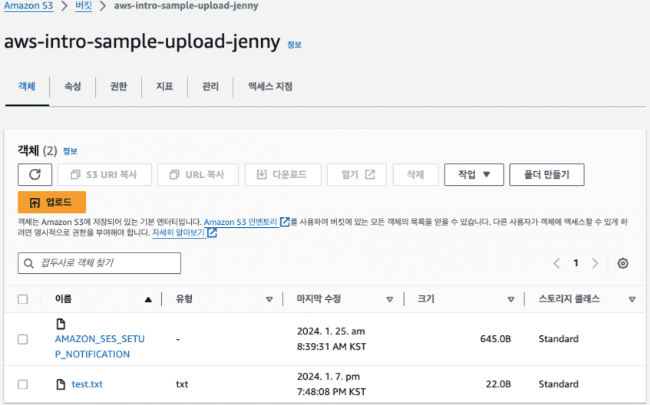 Amazon S3 > 버킷 > aws-intro-sample-upload-jenny
aws-intro-sample-upload-jenny 정보
객체 속성 권한 지표 관리 액세스 지점
객체 (2) 정보
S3 URI 복사 URL 복사 다운로드 열기 삭제 작업 폴더 만들기
업로드
객체는 Amazon S3에 저장되어 있는 기본 엔터티입니다. Amazon S3 인벤토리를 사용하여 버킷에 있는 모든 객체의 목록을 얻을 수 있습니다. 다른 사용자가 객체에 액세스할 수 있게 하
려면 명시적으로 권한을 부여해야 합니다. 자세히 알아보기
접두사로 객체 찾기
1
이름 유형 마지막 수정 크기 스토리지 클래스
AMAZON_SES_SETU
P_NOTIFICATION
-
2024. 1. 25. am
8:39:31 AM KST
645.0B
Standard
test.txt
txt
2024. 1. 7. pm
7:48:08 PM KST
22.0B
Standard